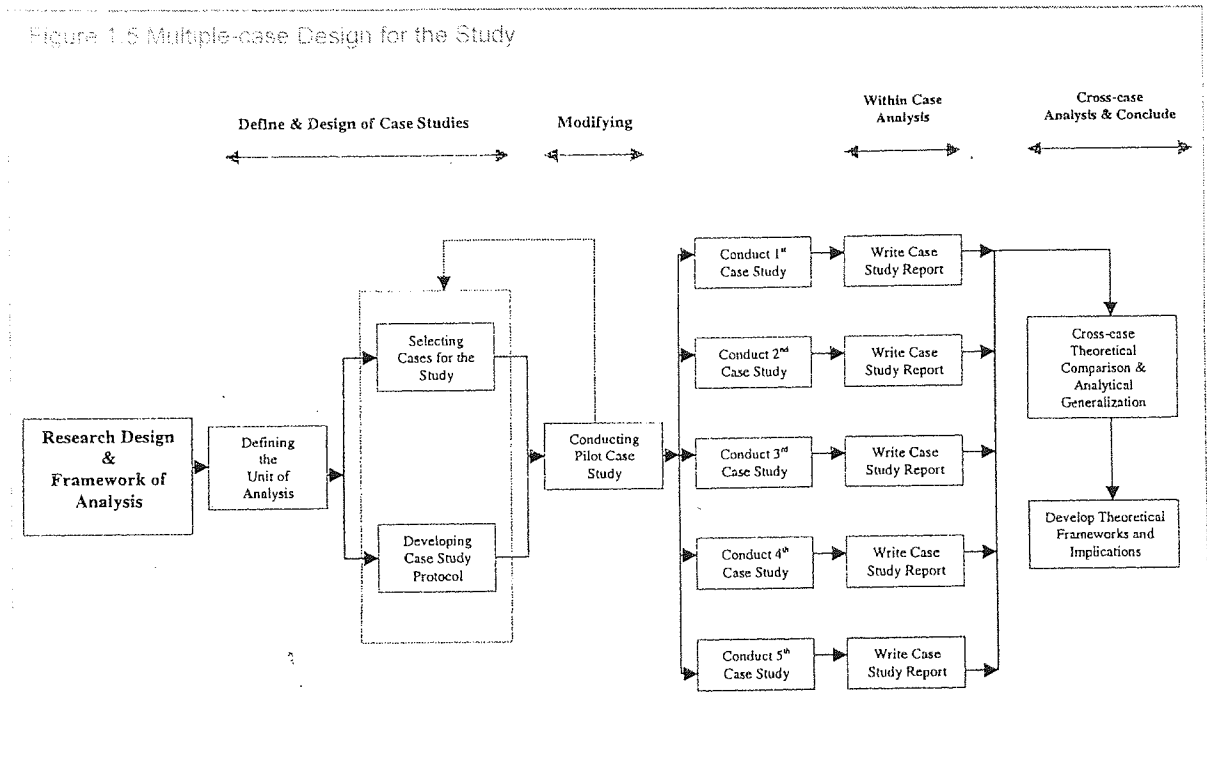 Figure 1.5 Multiple-case Design for the Study
Define & Design of Case Studies
Modifying
Within Case
Analysis
Cross-case
Analysis & Conclude
Research Design
&
Framework of
Analysis
Defining
the
Unit of
Analysis
Selecting
Cases for the
Study
Developing
Case Study
Protocol
Conducting
Pilot Case
Study
Conduct 1st
Case Study
Write Case
Study Report
Conduct 2nd
Case Study
Write Case
Study Report
Conduct 3rd
Case Study
Write Case
Study Report
Conduct 4th
Case Study
Write Case
Study Report
Conduct 5th
Case Study
Write Case
Study Report
Cross-case
Theoretical
Comparison &
Analytical
Generalization
Develop Theoretical
Frameworks and
Implications